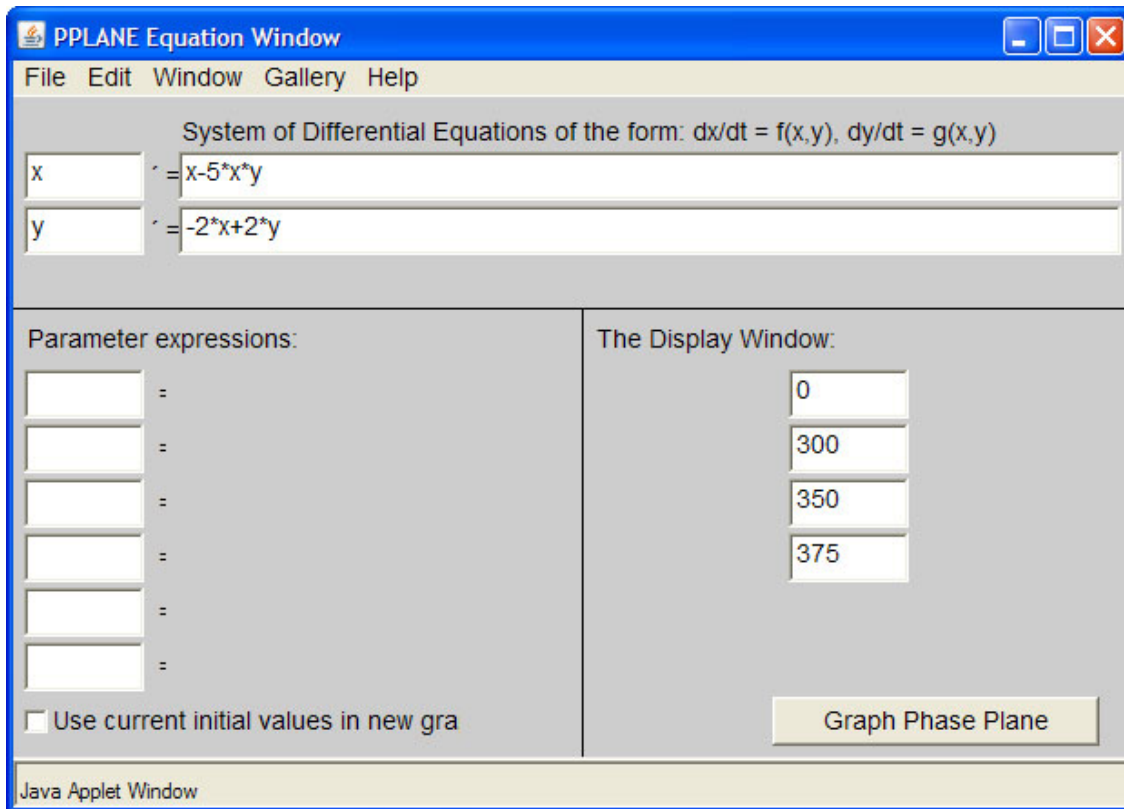 PPLANE Equation Window
File Edit Window Gallery Help
System of Differential Equations of the form: dx/dt = f(x,y), dy/dt = g(x,y)
x ´ = x-5*x*y
y ´ = -2*x+2*y
Parameter expressions:
=
=
=
=
=
=
Use current initial values in new gra
The Display Window:
0
300
350
375
Graph Phase Plane
Java Applet Window